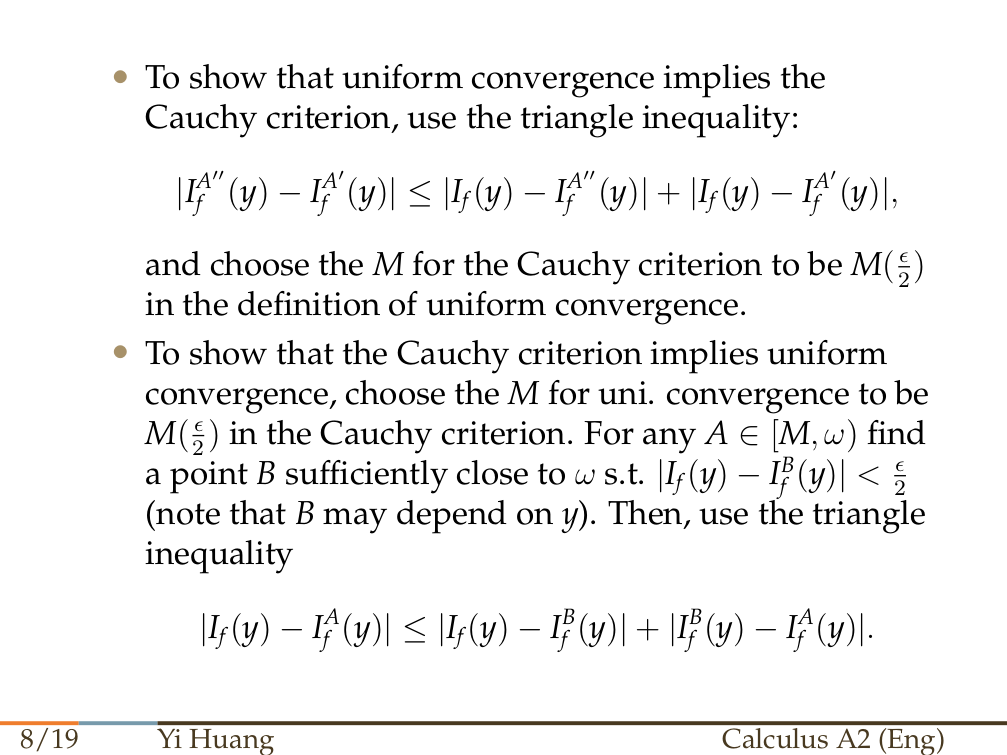 • To show that uniform convergence implies the
Cauchy criterion, use the triangle inequality:
|I_f^{A''}(y) − I_f^{A'}(y)| ≤ |I_f(y) − I_f^{A''}(y)| + |I_f(y) − I_f^{A'}(y)|,
and choose the M for the Cauchy criterion to be M(ϵ/2)
in the definition of uniform convergence.
• To show that the Cauchy criterion implies uniform
convergence, choose the M for uni. convergence to be
M(ϵ/2) in the Cauchy criterion. For any A ∈ [M, ω) find
a point B sufficiently close to ω s.t. |I_f(y) − I_f^B(y)| < ϵ/2
(note that B may depend on y). Then, use the triangle
inequality
|I_f(y) − I_f^A(y)| ≤ |I_f(y) − I_f^B(y)| + |I_f^B(y) − I_f^A(y)|.
8/19 Yi Huang Calculus A2 (Eng)